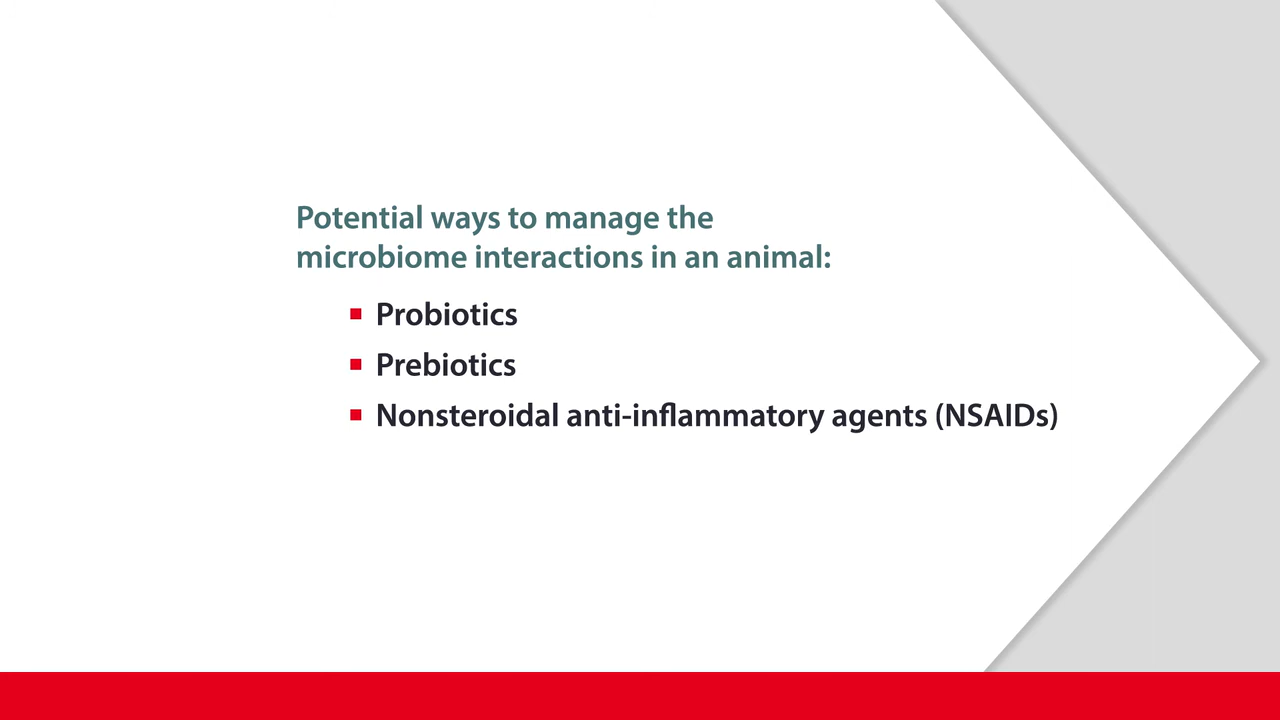 Potential ways to manage the
microbiome interactions in an animal:
Probiotics
Prebiotics
Nonsteroidal anti-inflammatory agents (NSAIDs)